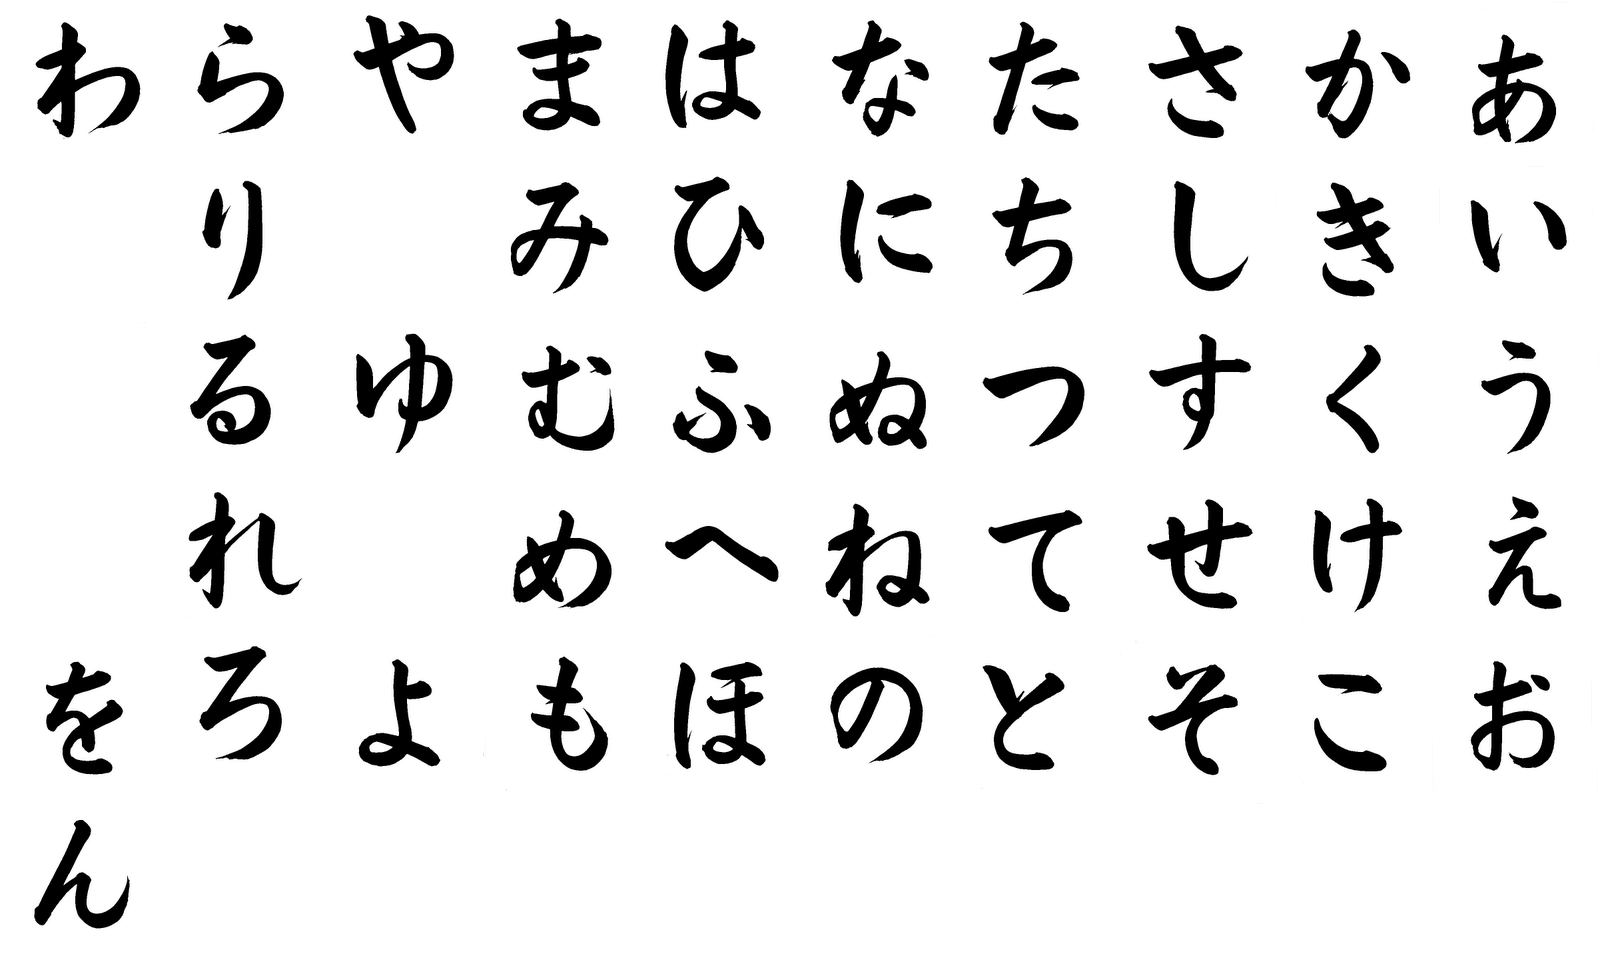 あいうえお
かきくけこ
さしすせそ
たちつてと
なにぬねの
はひふへほ
まみむめも
やゆよ
らりるれろ
わをん